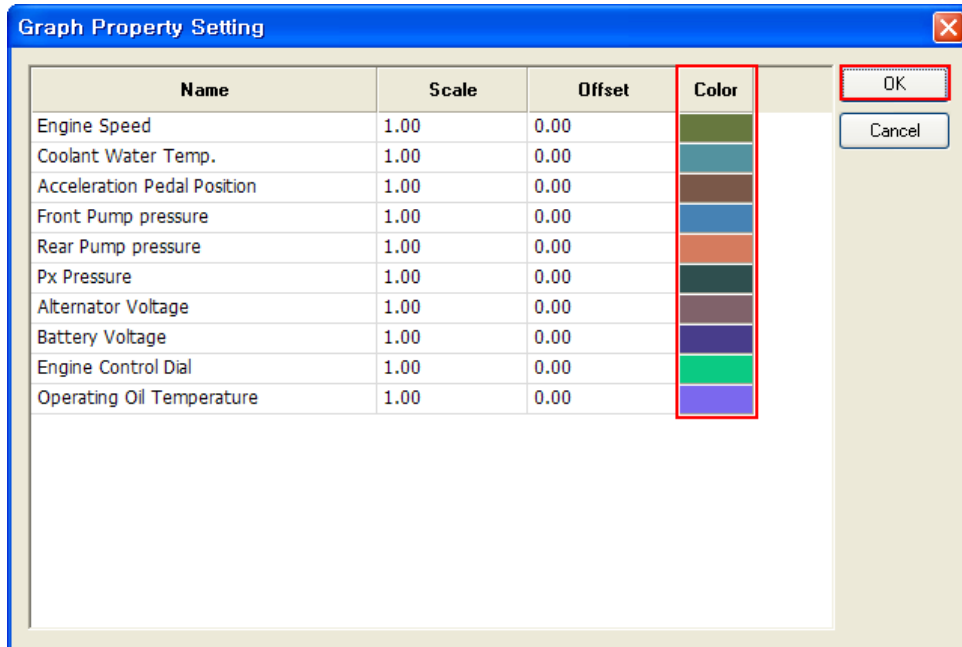 Graph Property Setting
Name Scale Offset Color
OK
Engine Speed 1.00 0.00
Cancel
Coolant Water Temp. 1.00 0.00
Acceleration Pedal Position 1.00 0.00
Front Pump pressure 1.00 0.00
Rear Pump pressure 1.00 0.00
Px Pressure 1.00 0.00
Alternator Voltage 1.00 0.00
Battery Voltage 1.00 0.00
Engine Control Dial 1.00 0.00
Operating Oil Temperature 1.00 0.00